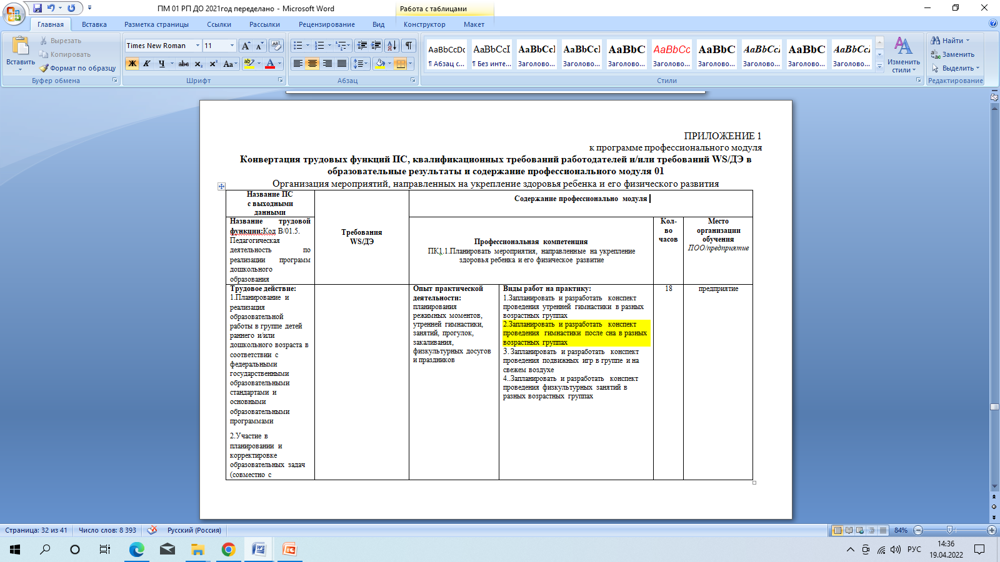 ПМ 01 РП ДО 2021год переделано - Microsoft Word
Работа с таблицами
Главная
Вставка
Разметка страницы
Ссылки
Рассылки
Рецензирование
Вид
Конструктор
Макет
Вставить
Вырезать
Копировать
Формат по образцу
Буфер обмена
Times New Roman
11
Ж К Ч abc x₂ x² Aa
Шрифт
Абзац
AaBbCcDc
¶ Абзац с...
AaBbCcI
¶ Без инте...
AaBbCcI
Заголово...
AaBbCcI
Заголово...
AaBbC
Заголово...
AaBbCc
Заголово...
AaBbC
Заголово...
AaBbCcI
Заголово...
AaBbC
Заголово...
AaBbCcI
Заголово...
Изменить
стили
Стили
Найти
Заменить
Выделить
Редактирование
ПРИЛОЖЕНИЕ 1
к программе профессионального модуля
Конвертация трудовых функций ПС, квалификационных требований работодателей и/или требований WS/ДЭ в
образовательные результаты и содержание профессионального модуля 01
Организация мероприятий, направленных на укрепление здоровья ребенка и его физического развития
Название ПС
с выходными
данными
Требования
WS/ДЭ
Содержание профессионально модуля
Название трудовой
функции:Код В/01.5.
Педагогическая
деятельность по
реализации программ
дошкольного
образования
Профессиональная компетенция
ПК1.1.Планировать мероприятия, направленные на укрепление
здоровья ребенка и его физическое развитие
Кол-
во
часов
Место
организации
обучения
ПОО/предприятие
Трудовое действие:
1.Планирование и
реализация
образовательной
работы в группе детей
раннего и/или
дошкольного возраста в
соответствии с
федеральными
государственными
образовательными
стандартами и
основными
образовательными
программами
2.Участие в
планировании и
корректировке
образовательных задач
(совместно с
Опыт практической
деятельности:
планирования
режимных моментов,
утренней гимнастики,
занятий, прогулок,
закаливания,
физкультурных досугов
и праздников
Виды работ на практику:
1.Запланировать и разработать конспект
проведения утренней гимнастики в разных
возрастных группах
2.Запланировать и разработать конспект
проведения гимнастики после сна в разных
возрастных группах
3. Запланировать и разработать конспект
проведения подвижных игр в группе и на
свежем воздухе
4..Запланировать и разработать конспект
проведения физкультурных занятий в
разных возрастных группах
18
предприятие
Страница: 32 из 41
Число слов: 8 393
Русский (Россия)
84%
РУС
14:36
19.04.2022